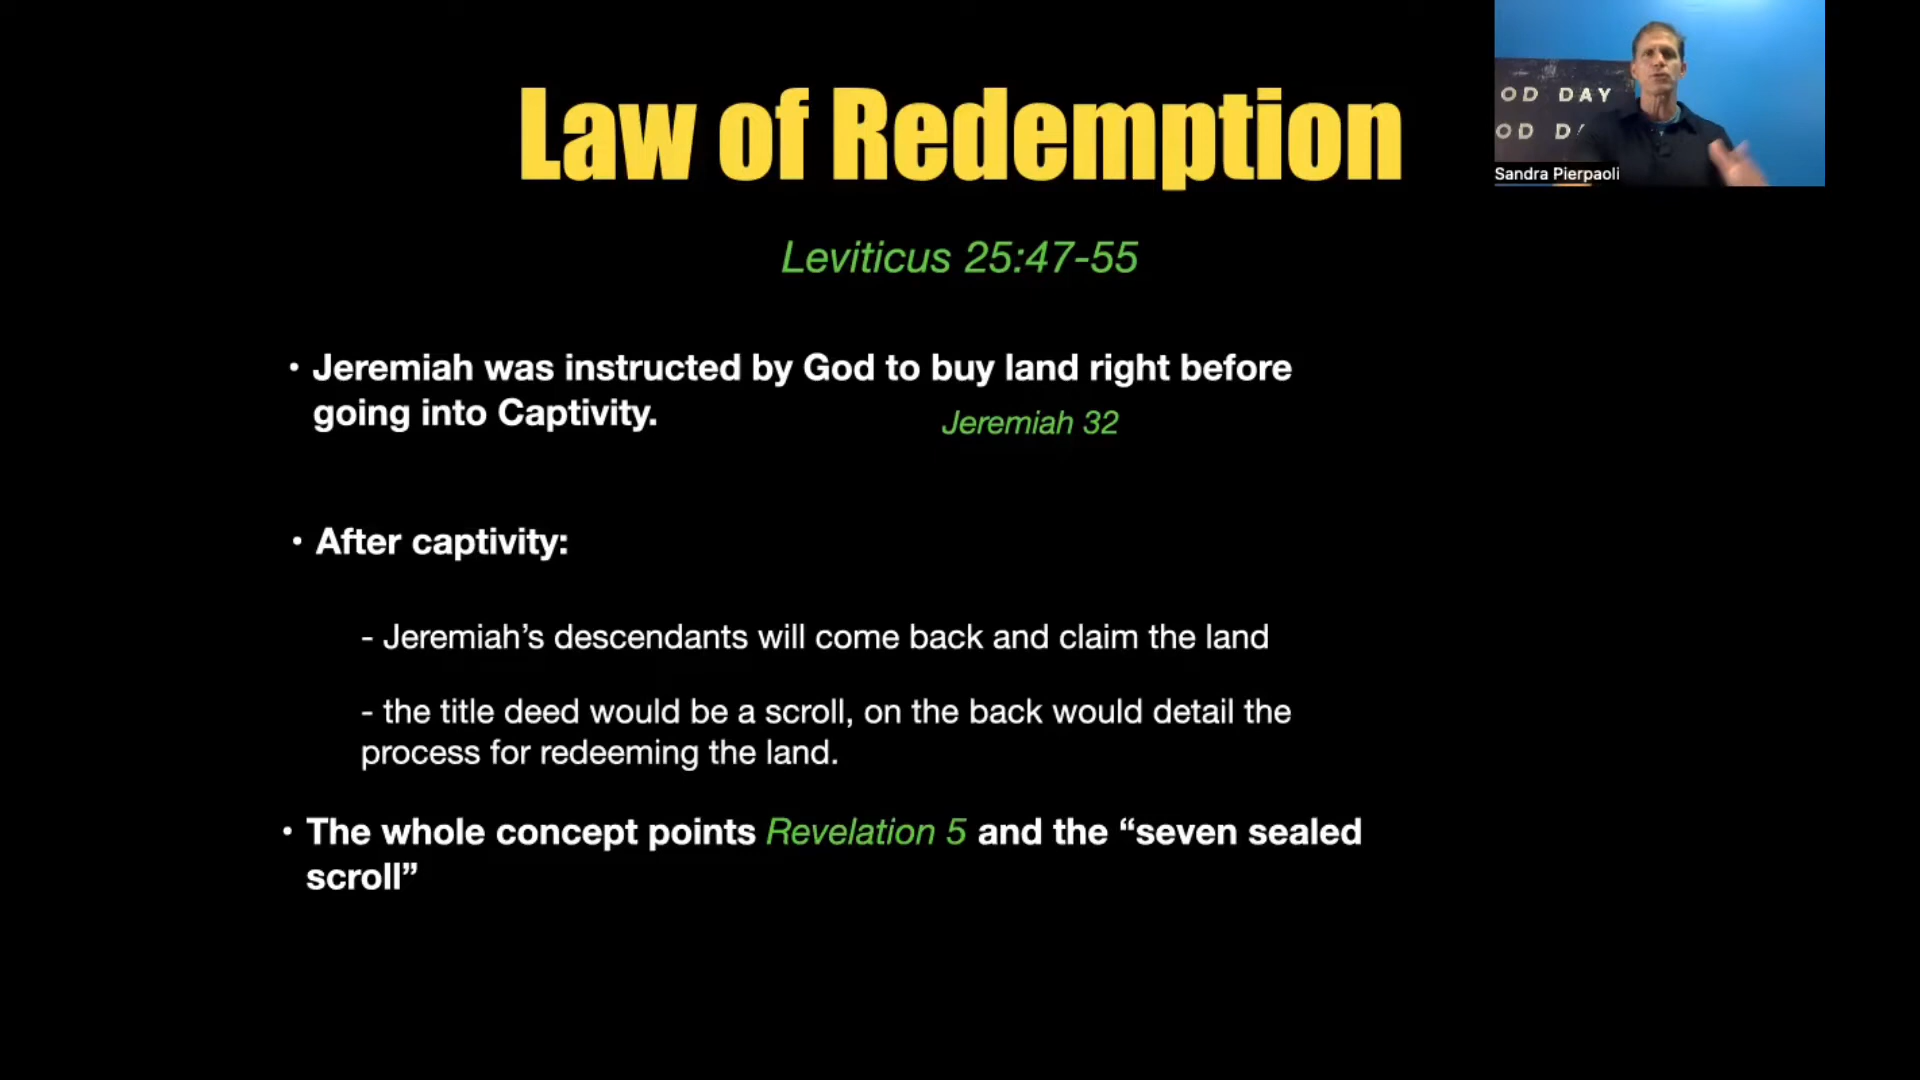 Law of Redemption
OD DAY
OD D
Sandra Pierpaoli
Leviticus 25:47-55
• Jeremiah was instructed by God to buy land right before
going into Captivity.
Jeremiah 32
• After captivity:
- Jeremiah’s descendants will come back and claim the land
- the title deed would be a scroll, on the back would detail the
process for redeeming the land.
• The whole concept points Revelation 5 and the “seven sealed
scroll”